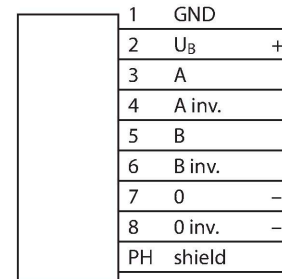 1 GND
2 U_B +
3 A
4 A inv.
5 B
6 B inv.
7 0 –
8 0 inv. –
PH shield